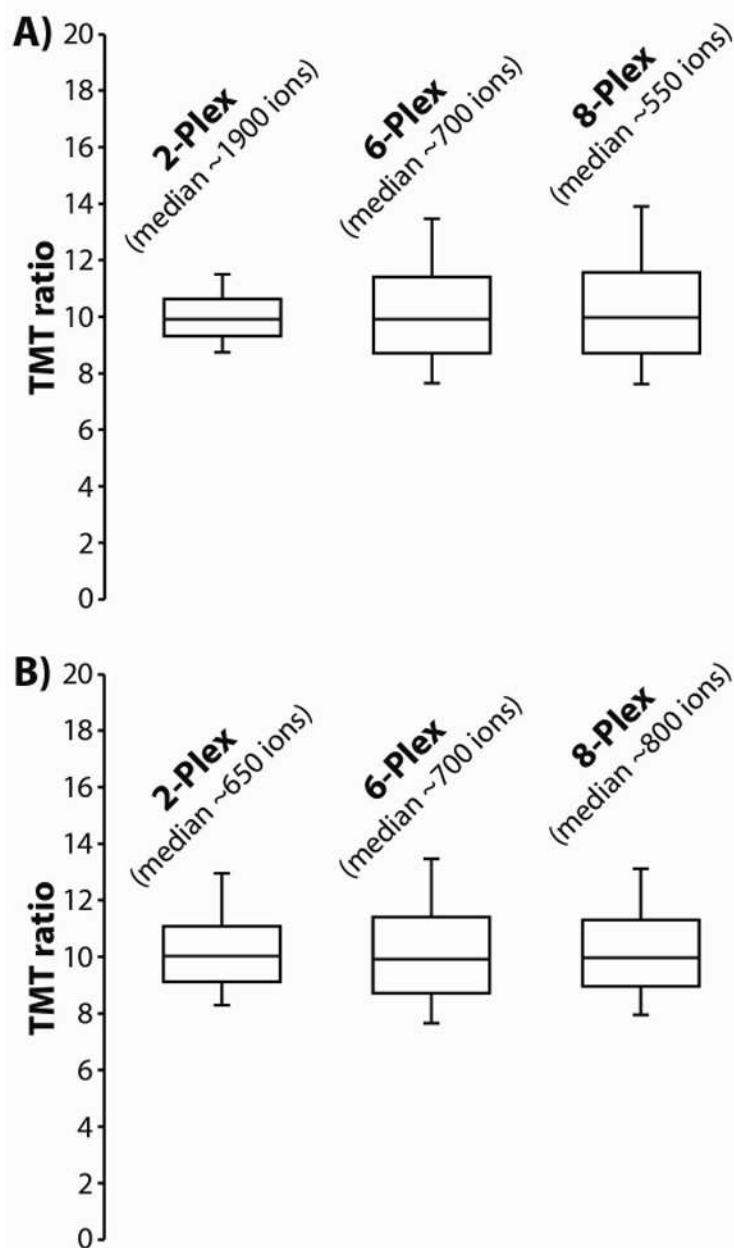 A)
TMT ratio
20
18
16
14
12
10
8
6
4
2
0
2-Plex
(median ~1900 ions)
6-Plex
(median ~700 ions)
8-Plex
(median ~550 ions)
B)
TMT ratio
20
18
16
14
12
10
8
6
4
2
0
2-Plex
(median ~650 ions)
6-Plex
(median ~700 ions)
8-Plex
(median ~800 ions)